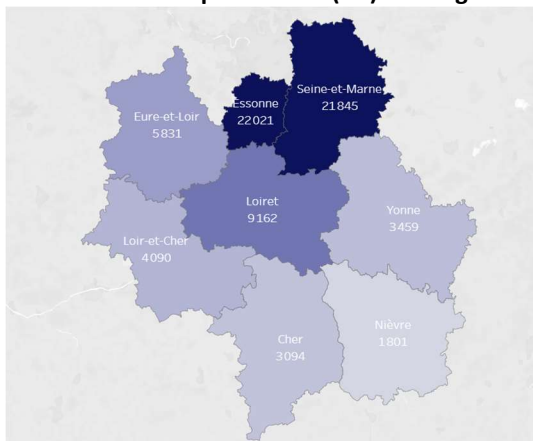 Eure-et-Loir
5831
Essonne
22021
Seine-et-Marne
21845
Loiret
9162
Yonne
3459
Loir-et-Cher
4090
Cher
3094
Nièvre
1801